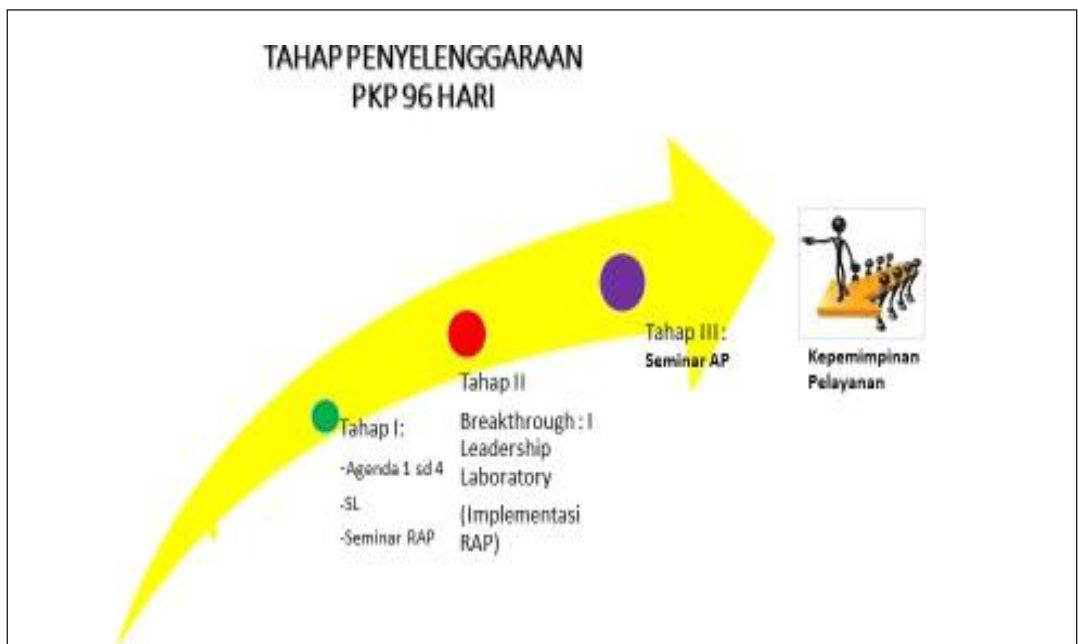 TAHAP PENYELENGGARAAN
PKP 96 HARI
Tahap I:
-Agenda 1 sd 4
-SL
-Seminar RAP
Tahap II
Breakthrough : I
Leadership
Laboratory
(Implementasi
RAP)
Tahap III :
Seminar AP
Kepemimpinan
Pelayanan